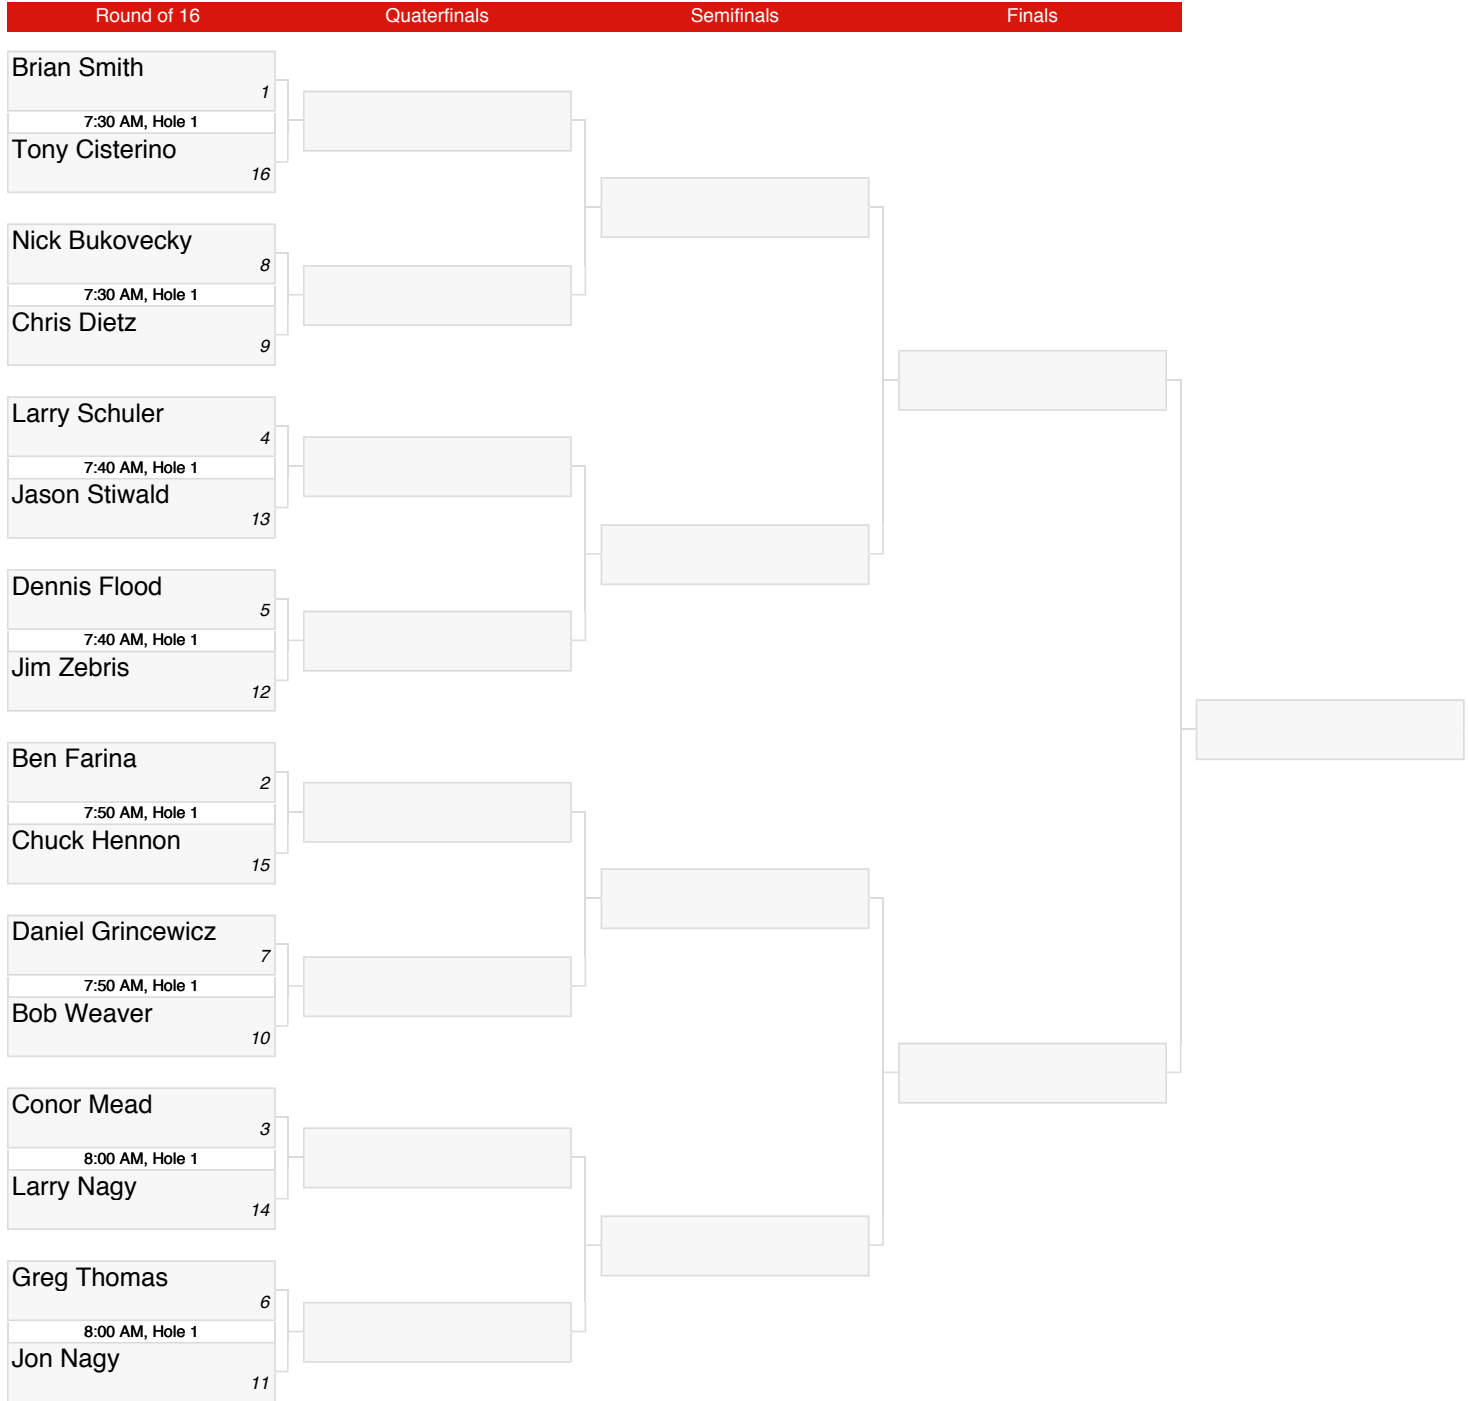 Round of 16
Quaterfinals
Semifinals
Finals
Brian Smith
1
7:30 AM, Hole 1
Tony Cisterino
16
Nick Bukovecky
8
7:30 AM, Hole 1
Chris Dietz
9
Larry Schuler
4
7:40 AM, Hole 1
Jason Stiwald
13
Dennis Flood
5
7:40 AM, Hole 1
Jim Zebris
12
Ben Farina
2
7:50 AM, Hole 1
Chuck Hennon
15
Daniel Grincewicz
7
7:50 AM, Hole 1
Bob Weaver
10
Conor Mead
3
8:00 AM, Hole 1
Larry Nagy
14
Greg Thomas
6
8:00 AM, Hole 1
Jon Nagy
11